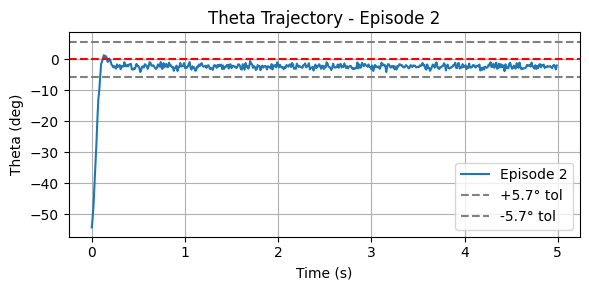 Theta Trajectory - Episode 2
Theta (deg)
0
−10
−20
−30
−40
−50
Episode 2
+5.7° tol
-5.7° tol
0
1
2
3
4
5
Time (s)